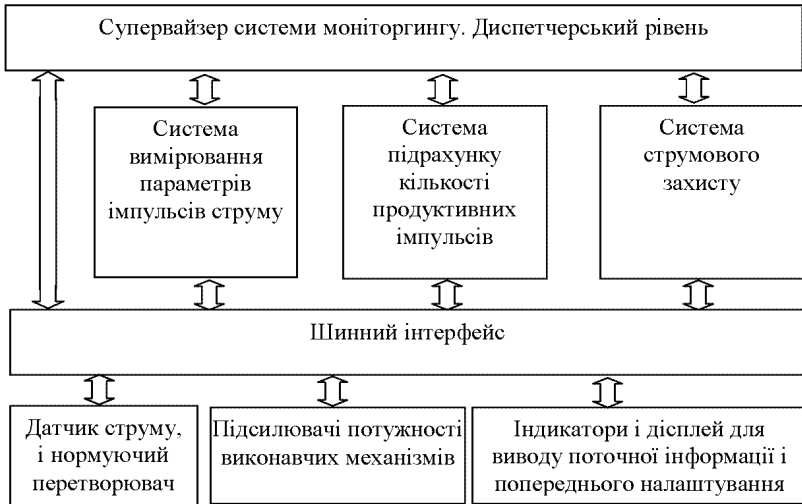 Супервайзер системи моніторингу. Диспетчерський рівень
Система
вимірювання
параметрів
імпульсів струму
Система
підрахунку
кількості
продуктивних
імпульсів
Система
струмового
захисту
Шинний інтерфейс
Датчик струму,
і нормуючий
перетворювач
Підсилювачі потужності
виконавчих механізмів
Індикатори і дісплей для
виводу поточної інформації і
попереднього налаштування